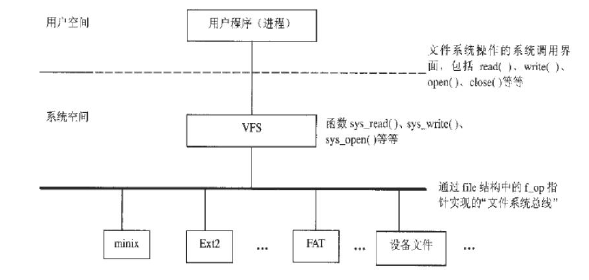 用户空间
用户程序（进程）
文件系统操作的系统调用界
面，包括 read( )、write( )、
open( )、close( )等等
系统空间
VFS
函数 sys_read( )、sys_write( )、
sys_open( )等等
通过 file 结构中的 f_op 指
针实现的“文件系统总线”
minix
Ext2
...
FAT
...
设备文件
...